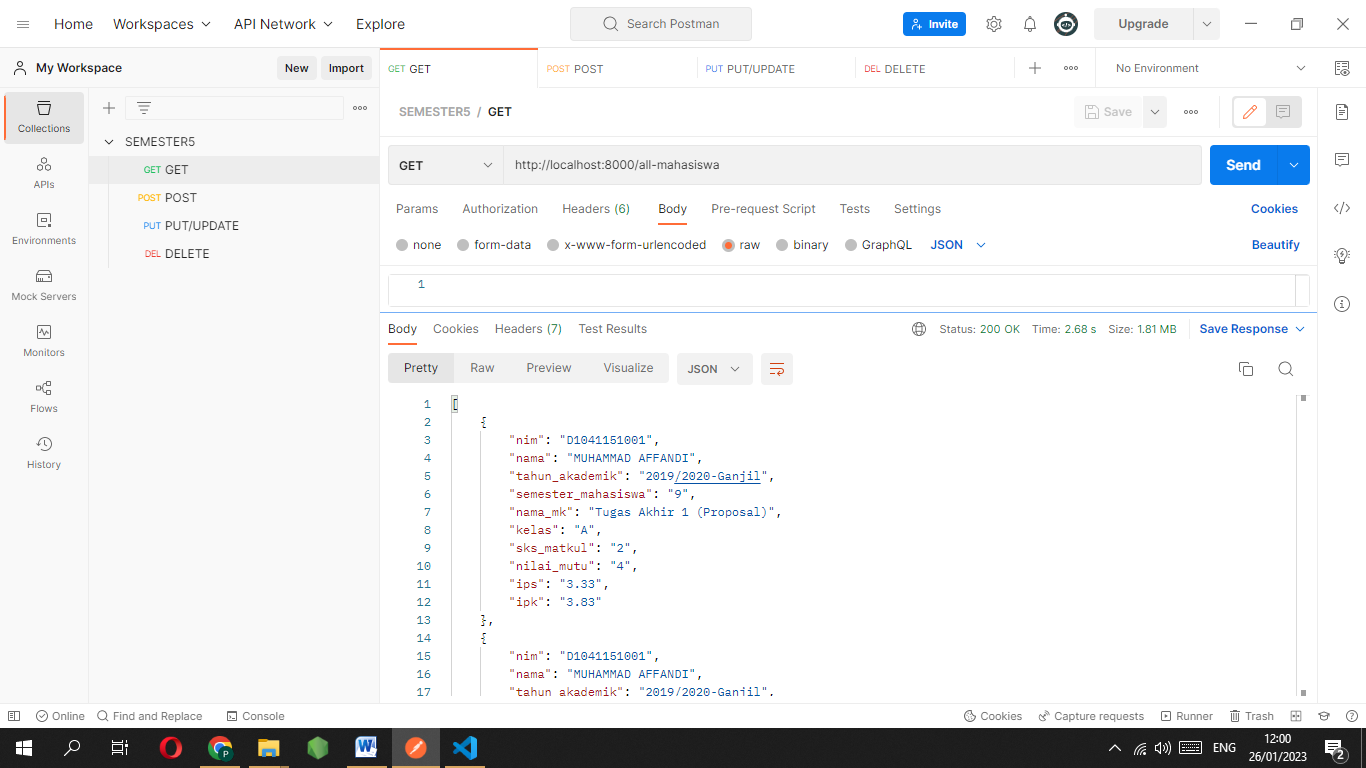 Home Workspaces API Network Explore Search Postman Invite Upgrade
My Workspace New Import
GET GET POST POST PUT PUT/UPDATE DEL DELETE No Environment
SEMESTER5 / GET Save
Collections
APIs
Environments
Mock Servers
Monitors
Flows
History
SEMESTER5
GET GET
POST POST
PUT PUT/UPDATE
DEL DELETE
GET http://localhost:8000/all-mahasiswa Send
Params Authorization Headers (6) Body Pre-request Script Tests Settings Cookies
none form-data x-www-form-urlencoded raw binary GraphQL JSON Beautify
1
Body Cookies Headers (7) Test Results Status: 200 OK Time: 2.68 s Size: 1.81 MB Save Response
Pretty Raw Preview Visualize JSON
1 [
2 {
3 "nim": "D1041151001",
4 "nama": "MUHAMMAD AFFANDI",
5 "tahun_akademik": "2019/2020-Ganjil",
6 "semester_mahasiswa": "9",
7 "nama_mk": "Tugas Akhir 1 (Proposal)",
8 "kelas": "A",
9 "sks_matkul": "2",
10 "nilai_mutu": "4",
11 "ips": "3.33",
12 "ipk": "3.83"
13 },
14 {
15 "nim": "D1041151001",
16 "nama": "MUHAMMAD AFFANDI",
17 "tahun_akademik": "2019/2020-Ganjil",
Online Find and Replace Console Cookies Capture requests Runner Trash
ENG 12:00
26/01/2023 2